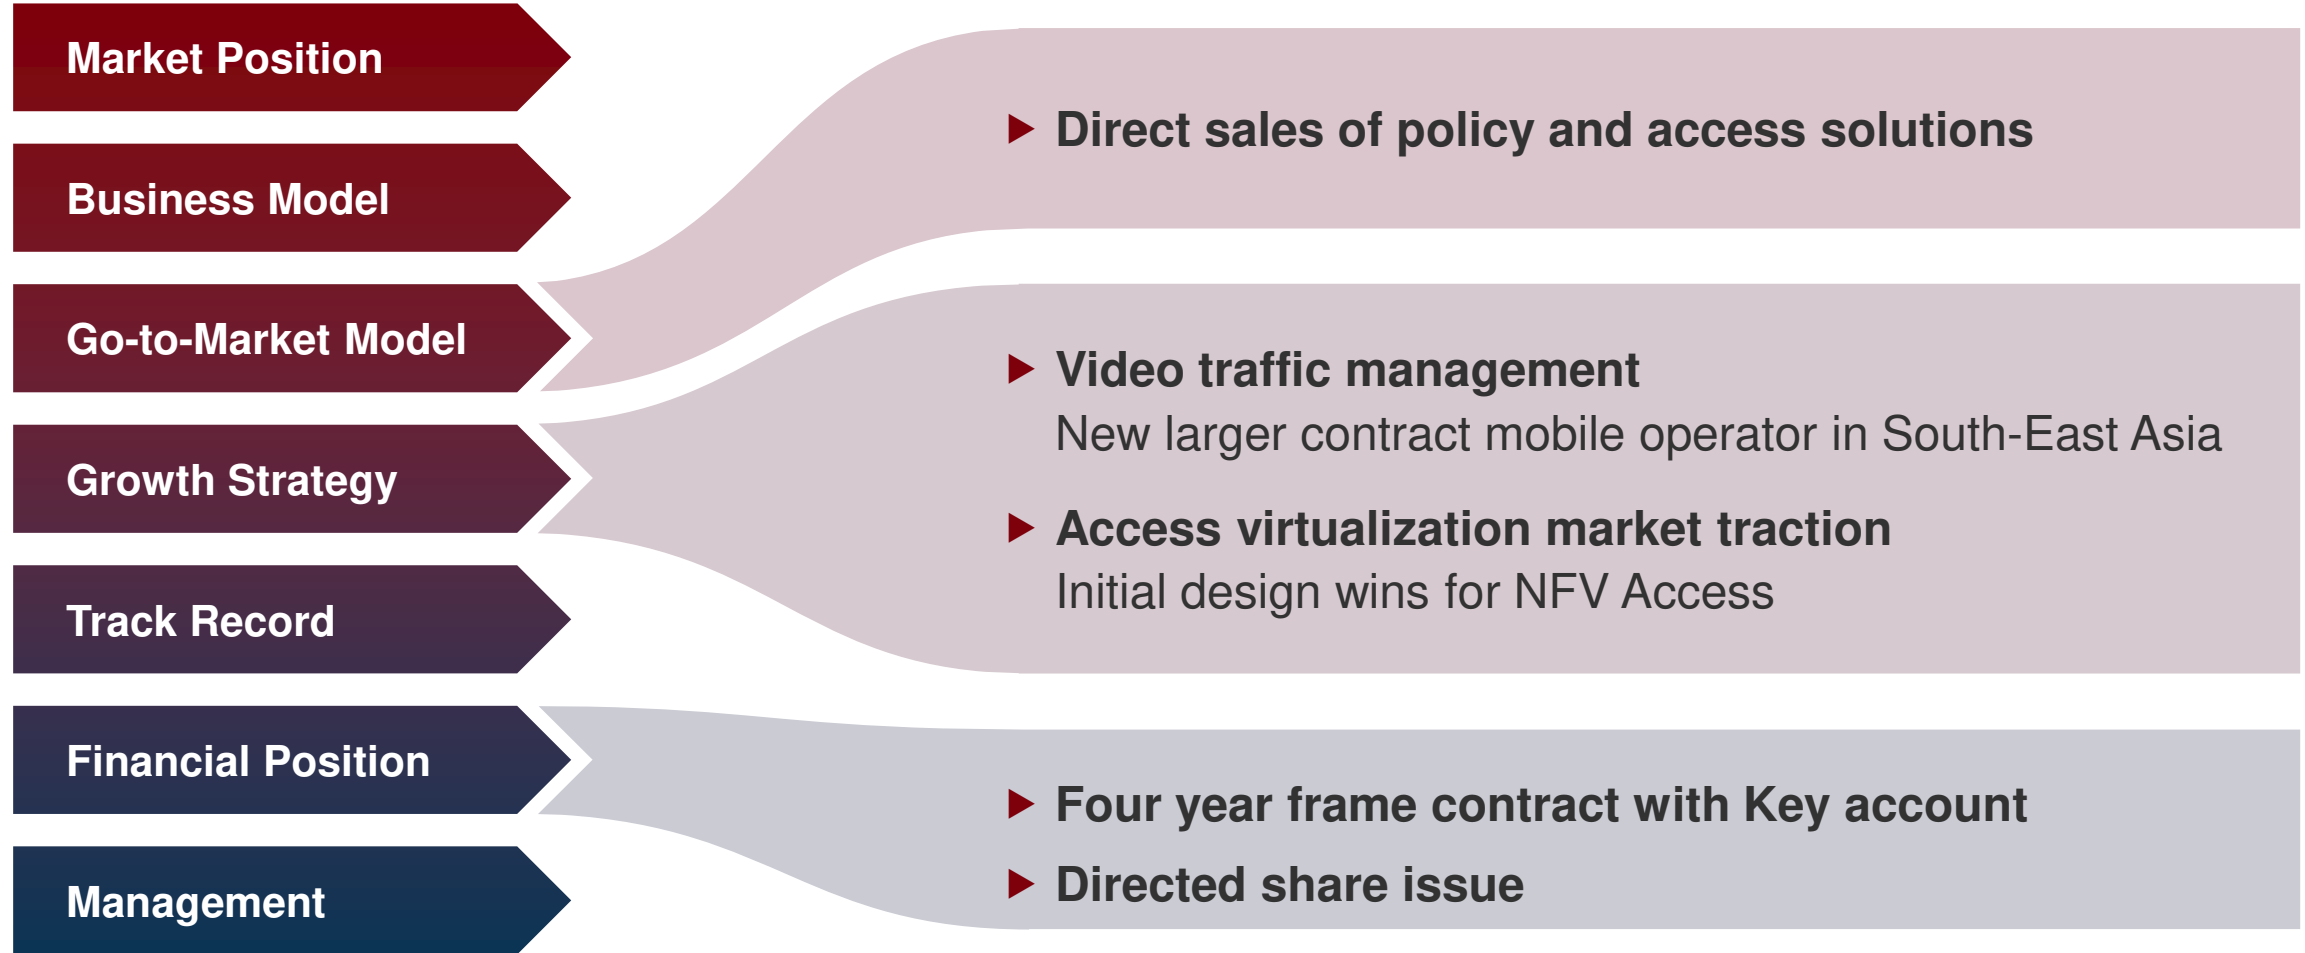 Market Position
Business Model
Go-to-Market Model
Growth Strategy
Track Record
Financial Position
Management
Direct sales of policy and access solutions
Video traffic management
New larger contract mobile operator in South-East Asia
Access virtualization market traction
Initial design wins for NFV Access
Four year frame contract with Key account
Directed share issue